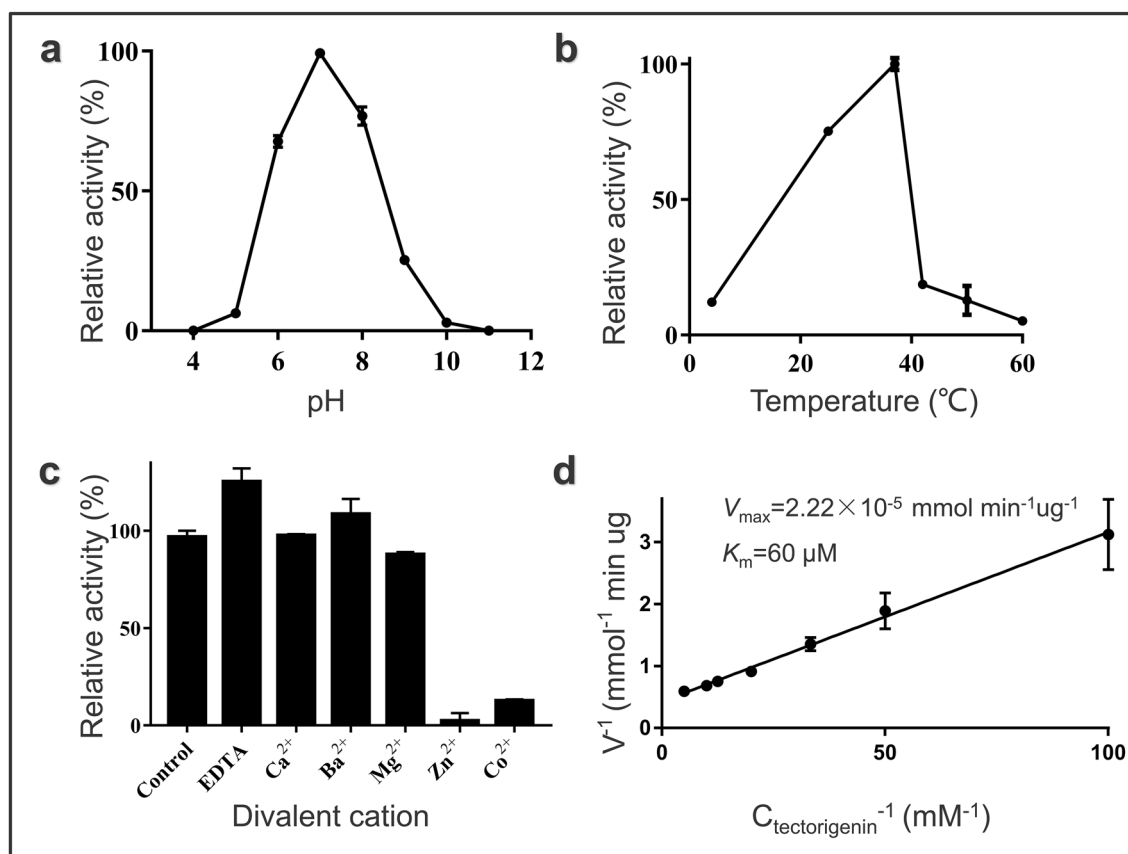 a
Relative activity (%)
100
50
0
4 6 8 10 12
pH
b
Relative activity (%)
100
50
0
0 20 40 60
Temperature (℃)
c
Relative activity (%)
100
50
0
Control EDTA Ca²⁺ Ba²⁺ Mg²⁺ Zn²⁺ Co²⁺
Divalent cation
d
Vmax=2.22×10⁻⁵ mmol min⁻¹ug⁻¹
Km=60 μM
V⁻¹ (mmol⁻¹ min ug
3
2
1
0
0 50 100
Ctectorigenin⁻¹ (mM⁻¹)